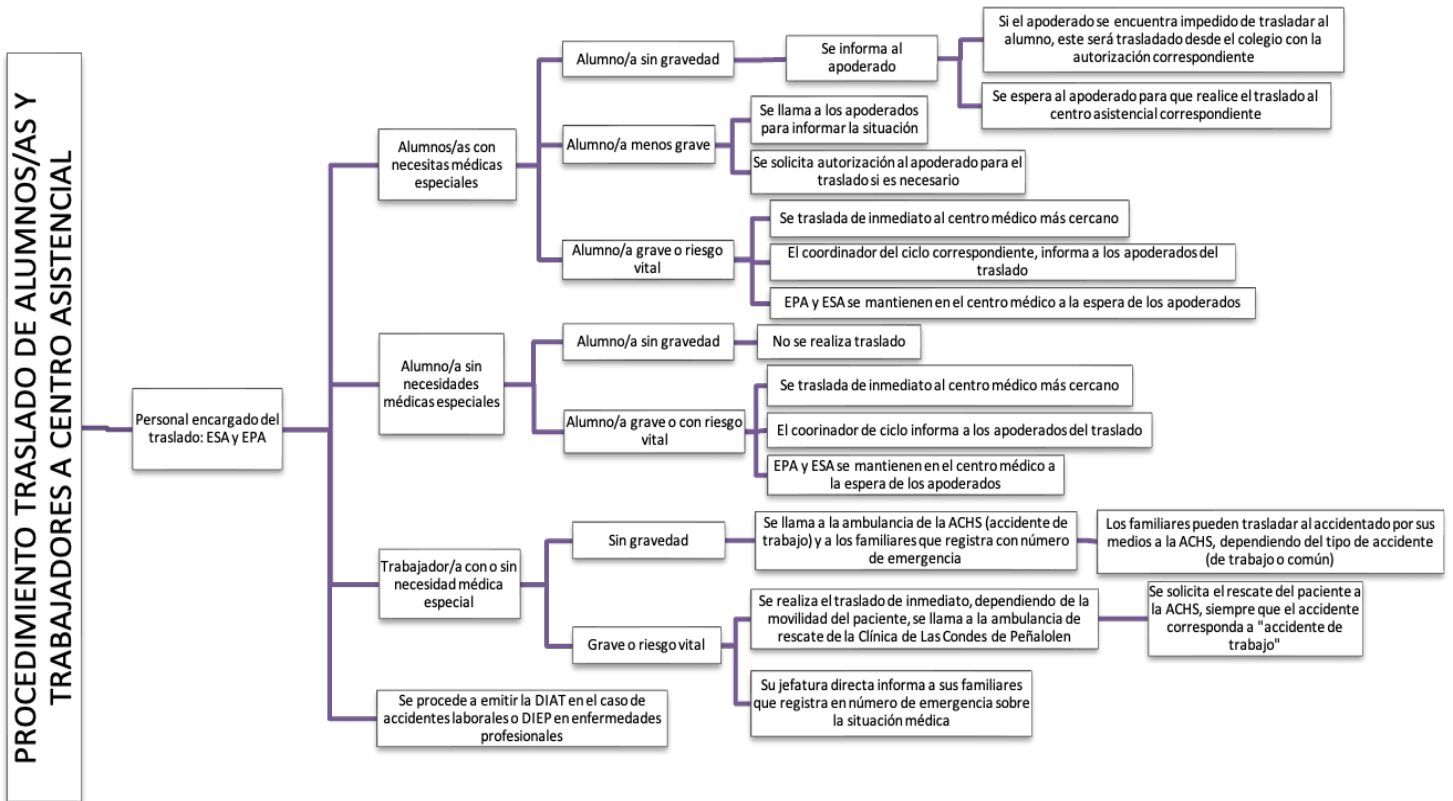 PROCEDIMIENTO TRASLADO DE ALUMNOS/AS Y
TRABAJADORES A CENTRO ASISTENCIAL
Personal encargado del
traslado: ESA y EPA
Alumnos/as con
necesitas médicas
especiales
Alumno/a sin gravedad
Se informa al
apoderado
Si el apoderado se encuentra impedido de trasladar al
alumno, este será trasladado desde el colegio con la
autorización correspondiente
Se espera al apoderado para que realice el traslado al
centro asistencial correspondiente
Alumno/a menos grave
Se llama a los apoderados
para informar la situación
Se solicita autorización al apoderado para el
traslado si es necesario
Alumno/a grave o riesgo
vital
Se traslada de inmediato al centro médico más cercano
El coordinador del ciclo correspondiente, informa a los apoderados del
traslado
EPA y ESA se mantienen en el centro médico a la espera de los apoderados
Alumno/a sin
necesidades
médicas especiales
Alumno/a sin gravedad
No se realiza traslado
Alumno/a grave o con riesgo
vital
Se traslada de inmediato al centro médico más cercano
El coorinador de ciclo informa a los apoderados del traslado
EPA y ESA se mantienen en el centro médico a
la espera de los apoderados
Trabajador/a con o sin
necesidad médica
especial
Sin gravedad
Se llama a la ambulancia de la ACHS (accidente de
trabajo) y a los familiares que registra con número
de emergencia
Los familiares pueden trasladar al accidentado por sus
medios a la ACHS, dependiendo del tipo de accidente
(de trabajo o común)
Grave o riesgo vital
Se realiza el traslado de inmediato, dependiendo de la
movilidad del paciente, se llama a la ambulancia de
rescate de la Clínica de Las Condes de Peñalolen
Se solicita el rescate del paciente a
la ACHS, siempre que el accidente
corresponda a "accidente de
trabajo"
Su jefatura directa informa a sus familiares
que registra en número de emergencia sobre
la situación médica
Se procede a emitir la DIAT en el caso de
accidentes laborales o DIEP en enfermedades
profesionales